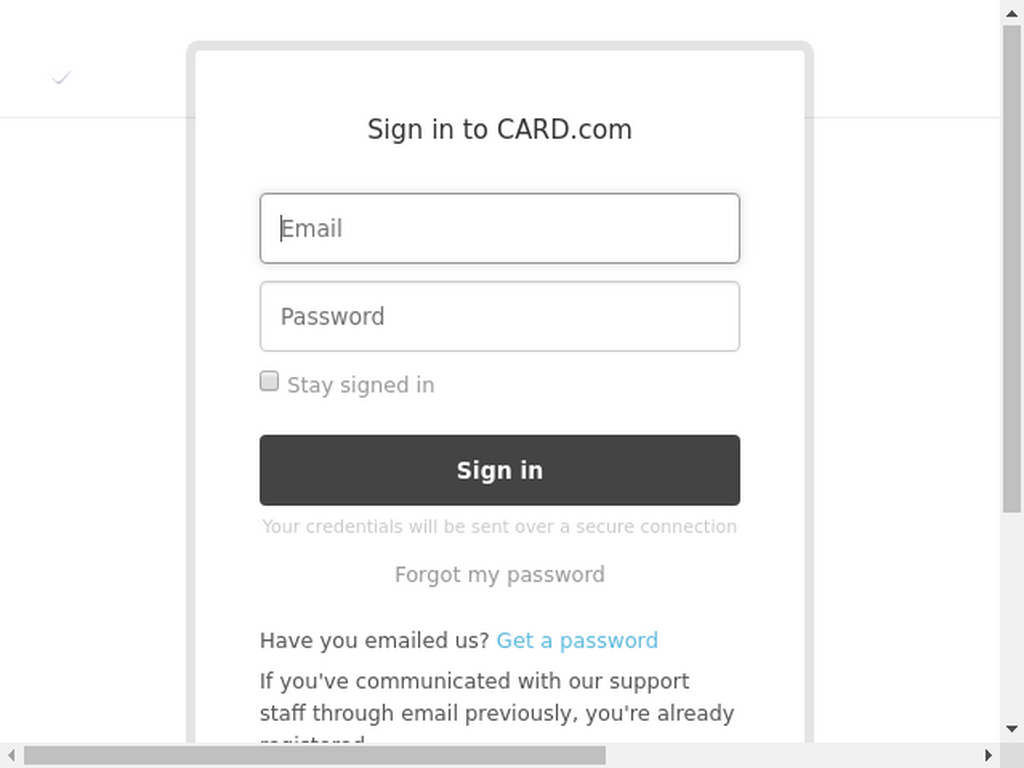 Sign in to CARD.com
Email
Password
Stay signed in
Sign in
Your credentials will be sent over a secure connection
Forgot my password
Have you emailed us? Get a password
If you've communicated with our support
staff through email previously, you're already
registered